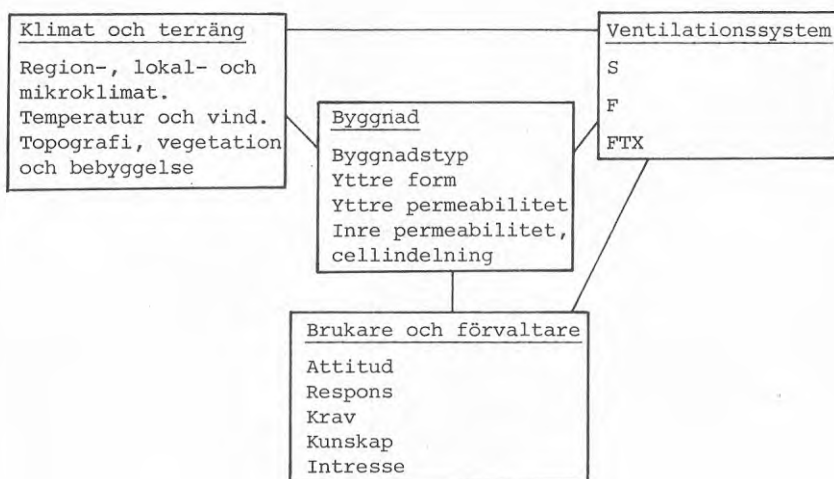 Klimat och terräng
Region-, lokal- och
mikroklimat.
Temperatur och vind.
Topografi, vegetation
och bebyggelse
Ventilationssystem
S
F
FTX
Byggnad
Byggnadstyp
Yttre form
Yttre permeabilitet
Inre permeabilitet,
cellindelning
Brukare och förvaltare
Attitud
Respons
Krav
Kunskap
Intresse